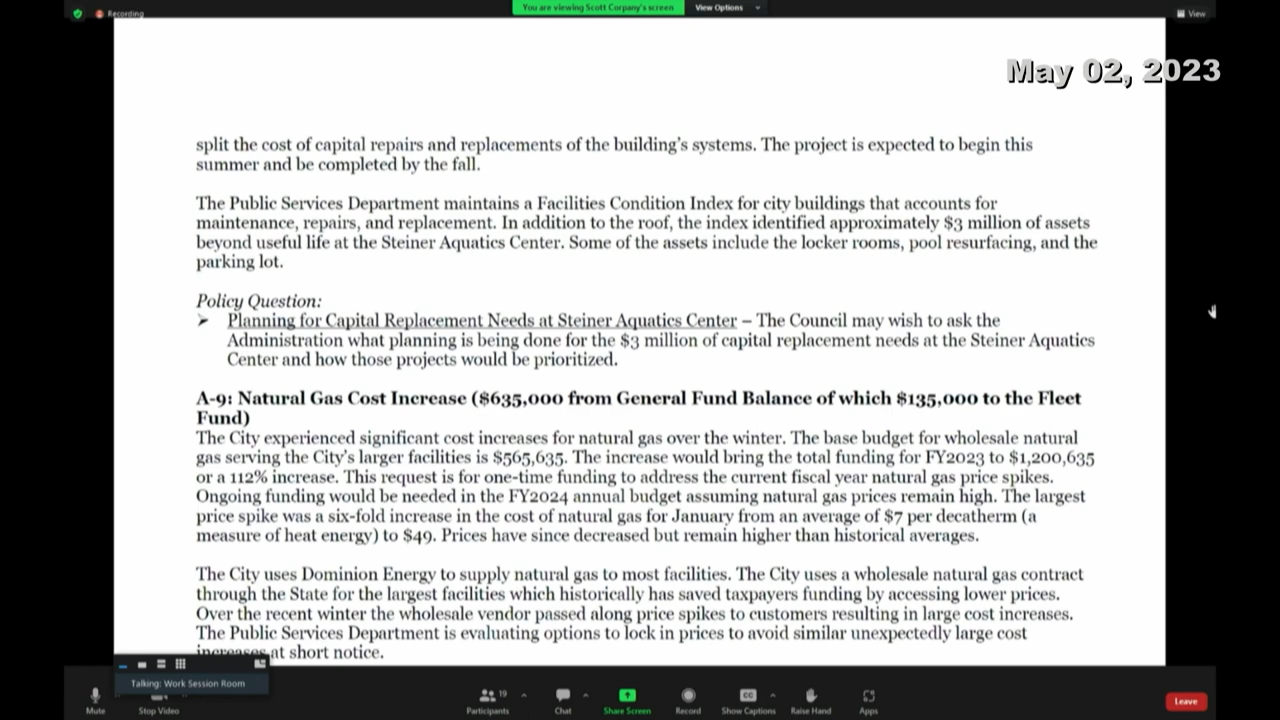 Recording
You are viewing Scott Corpany's screen
View Options
View
May 02, 2023
split the cost of capital repairs and replacements of the building's systems. The project is expected to begin this
summer and be completed by the fall.
The Public Services Department maintains a Facilities Condition Index for city buildings that accounts for
maintenance, repairs, and replacement. In addition to the roof, the index identified approximately $3 million of assets
beyond useful life at the Steiner Aquatics Center. Some of the assets include the locker rooms, pool resurfacing, and the
parking lot.
Policy Question:
➢ Planning for Capital Replacement Needs at Steiner Aquatics Center – The Council may wish to ask the
Administration what planning is being done for the $3 million of capital replacement needs at the Steiner Aquatics
Center and how those projects would be prioritized.
A-9: Natural Gas Cost Increase ($635,000 from General Fund Balance of which $135,000 to the Fleet
Fund)
The City experienced significant cost increases for natural gas over the winter. The base budget for wholesale natural
gas serving the City's larger facilities is $565,635. The increase would bring the total funding for FY2023 to $1,200,635
or a 112% increase. This request is for one-time funding to address the current fiscal year natural gas price spikes.
Ongoing funding would be needed in the FY2024 annual budget assuming natural gas prices remain high. The largest
price spike was a six-fold increase in the cost of natural gas for January from an average of $7 per decatherm (a
measure of heat energy) to $49. Prices have since decreased but remain higher than historical averages.
The City uses Dominion Energy to supply natural gas to most facilities. The City uses a wholesale natural gas contract
through the State for the largest facilities which historically has saved taxpayers funding by accessing lower prices.
Over the recent winter the wholesale vendor passed along price spikes to customers resulting in large cost increases.
The Public Services Department is evaluating options to lock in prices to avoid similar unexpectedly large cost
increases at short notice.
Talking: Work Session Room
Mute
Stop Video
Participants
19
Chat
Share Screen
Record
CC
Show Captions
Raise Hand
Apps
Leave